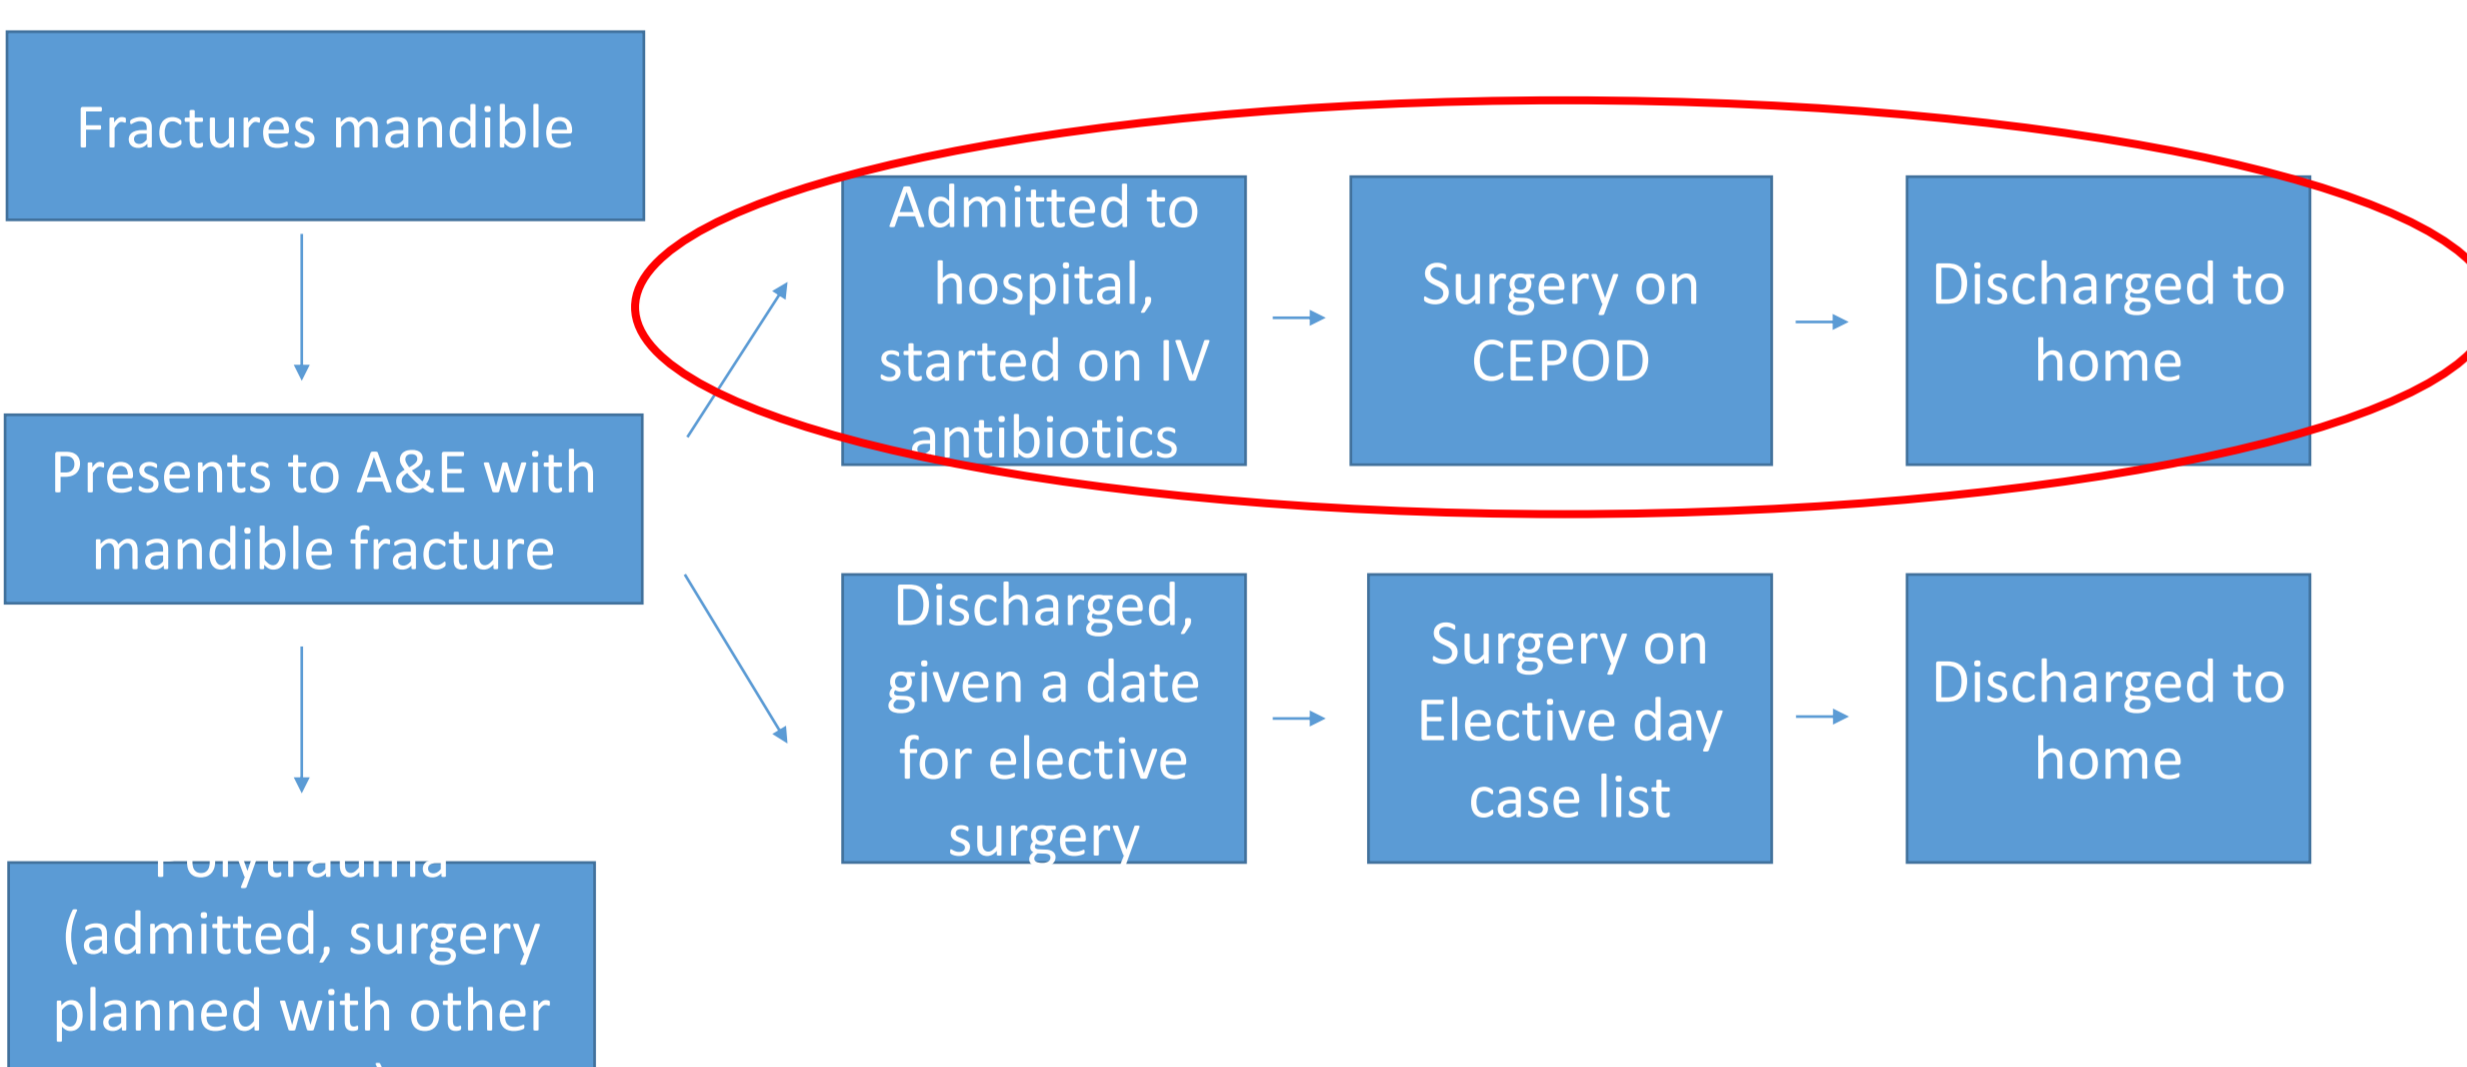 Fractures mandible
Presents to A&E with
mandible fracture
Admitted to
hospital,
started on IV
antibiotics
Surgery on
CEPOD
Discharged to
home
Discharged,
given a date
for elective
surgery
Surgery on
Elective day
case list
Discharged to
home
Polytrauma
(admitted, surgery
planned with other